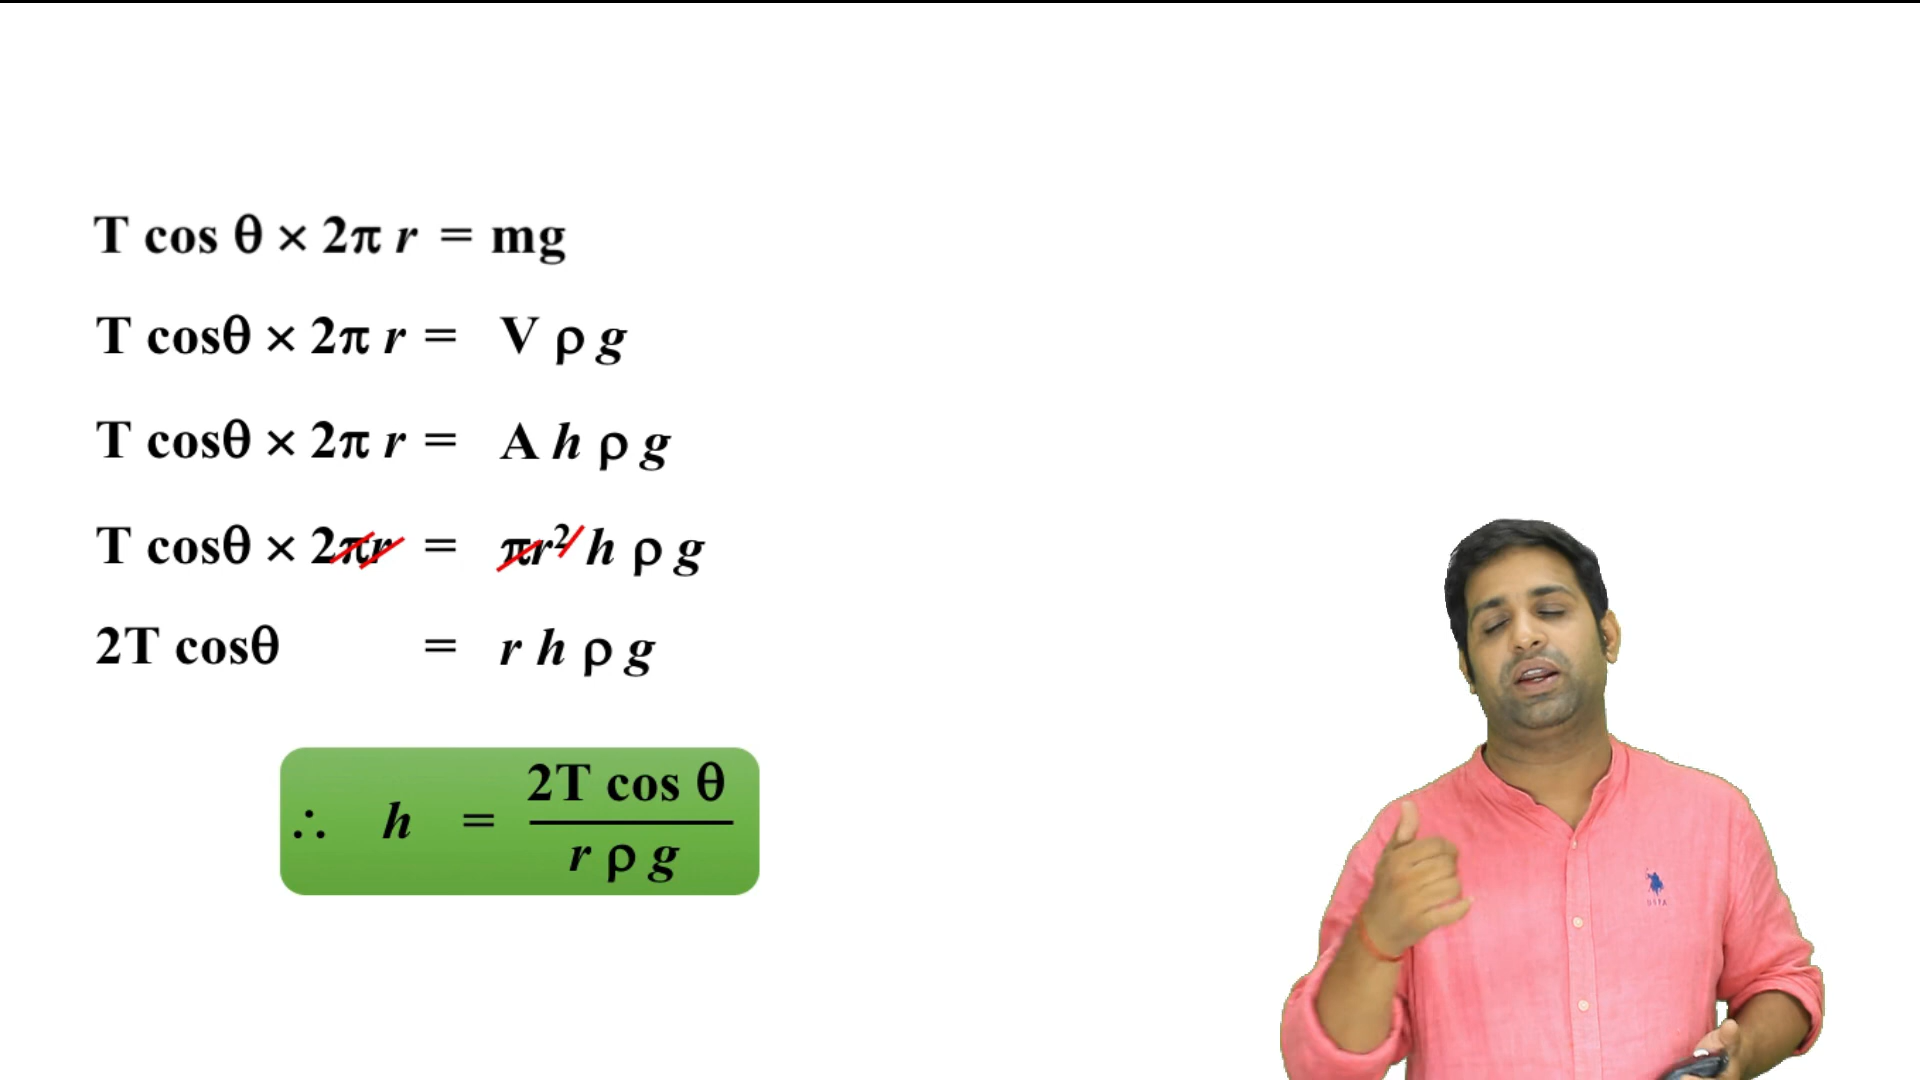 T cos θ × 2π r = mg
T cosθ × 2π r = V ρ g
T cosθ × 2π r = A h ρ g
T cosθ × 2πr = πr² h ρ g
2T cosθ = r h ρ g
∴ h = 2T cos θ / r ρ g